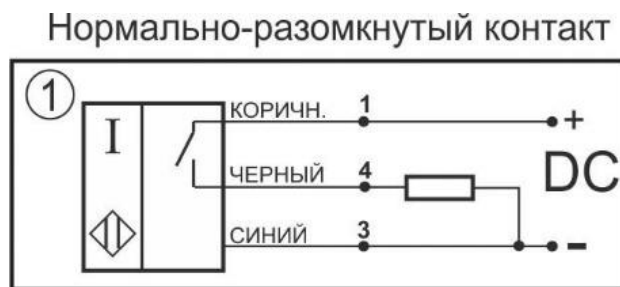 Нормально-разомкнутый контакт
1
I
КОРИЧН. 1 +
ЧЕРНЫЙ 4 DC
СИНИЙ 3 -